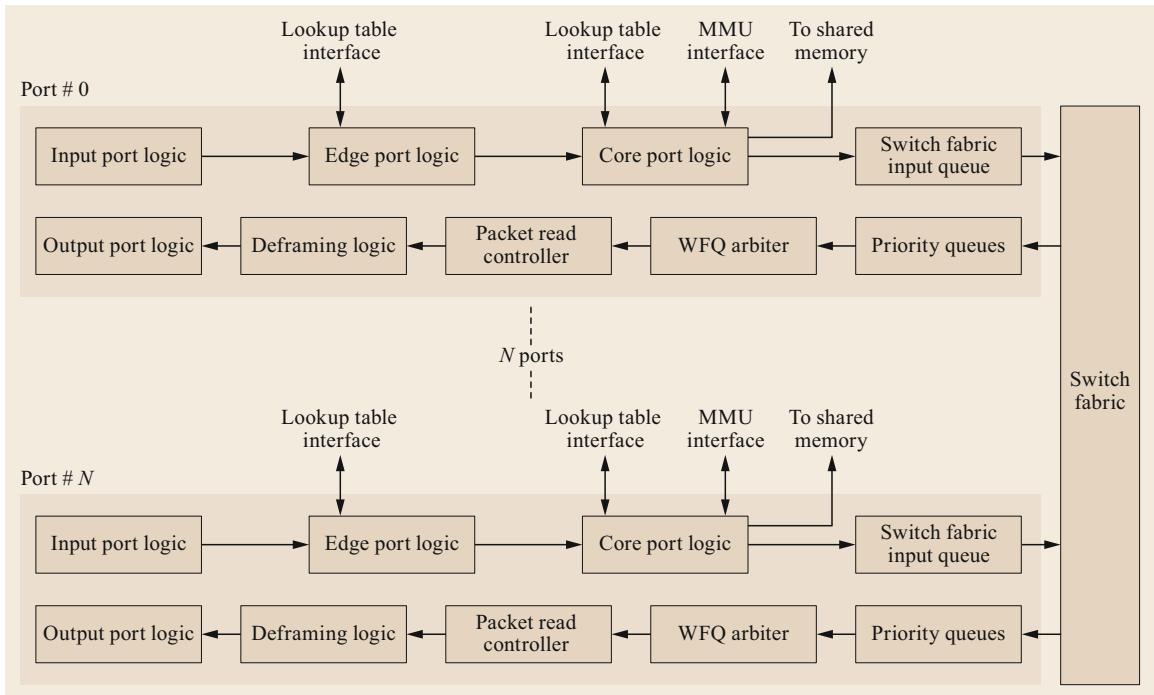 Lookup table
interface
Lookup table
interface
MMU
interface
To shared
memory
Port # 0
Input port logic
Edge port logic
Core port logic
Switch fabric
input queue
Output port logic
Deframing logic
Packet read
controller
WFQ arbiter
Priority queues
N ports
Switch
fabric
Lookup table
interface
Lookup table
interface
MMU
interface
To shared
memory
Port # N
Input port logic
Edge port logic
Core port logic
Switch fabric
input queue
Output port logic
Deframing logic
Packet read
controller
WFQ arbiter
Priority queues